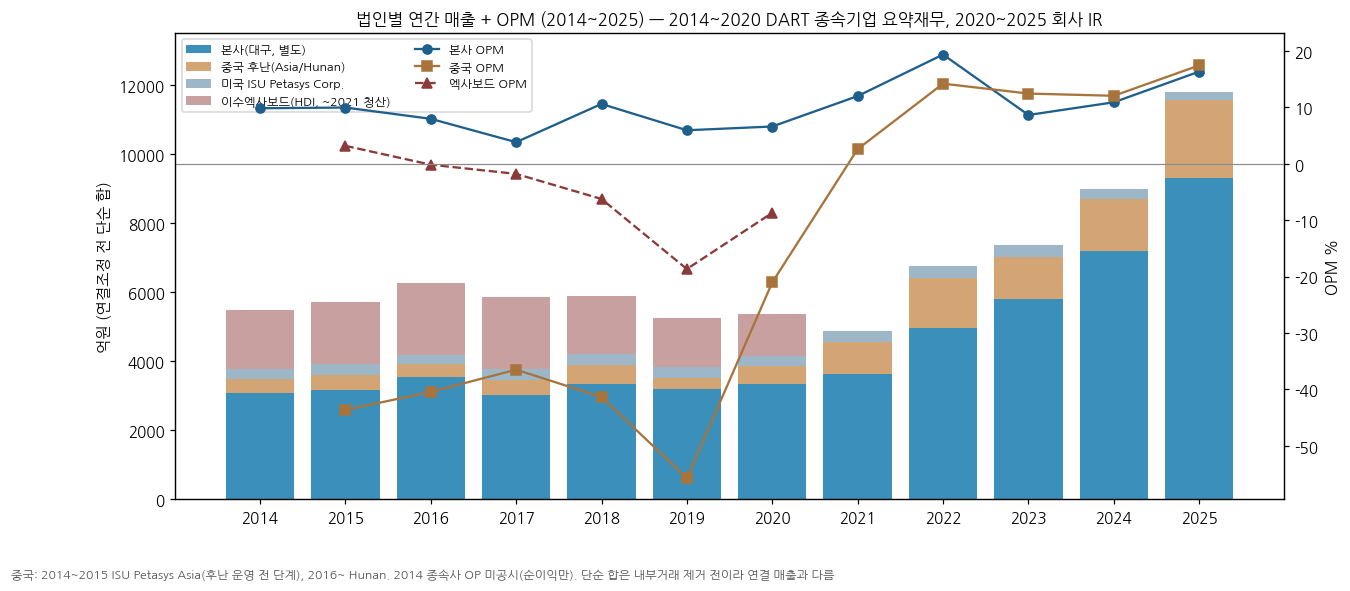 법인별 연간 매출 + OPM (2014~2025) — 2014~2020 DART 종속기업 요약재무, 2020~2025 회사 IR
본사(대구, 별도)
중국 후난(Asia/Hunan)
미국 ISU Petasys Corp.
이수엑사보드(HDI, ~2021 청산)
본사 OPM
중국 OPM
엑사보드 OPM
억원 (연결조정 전 단순 합)
12000
10000
8000
6000
4000
2000
0
20
10
0
-10
-20
-30
-40
-50
OPM %
2014 2015 2016 2017 2018 2019 2020 2021 2022 2023 2024 2025
중국: 2014~2015 ISU Petasys Asia(후난 운영 전 단계), 2016~ Hunan. 2014 종속사 OP 미공시(순이익만). 단순 합은 내부거래 제거 전이라 연결 매출과 다름